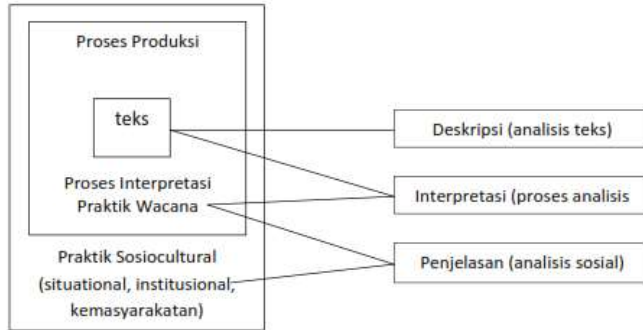 Proses Produksi
teks
Proses Interpretasi
Praktik Wacana
Praktik Sosiocultural
(situational, institusional,
kemasyarakatan)
Deskripsi (analisis teks)
Interpretasi (proses analisis
Penjelasan (analisis sosial)